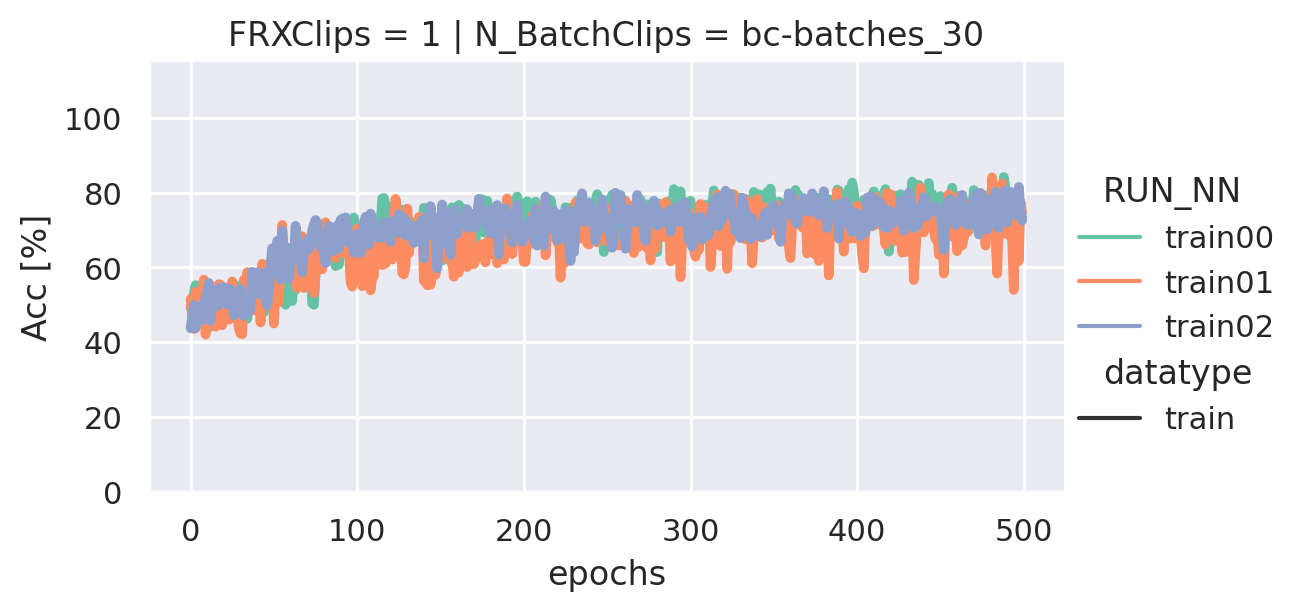 FRXClips = 1 | N_BatchClips = bc-batches_30
Acc [%]
100
80
60
40
20
0
0 100 200 300 400 500
epochs
RUN_NN
train00
train01
train02
datatype
train